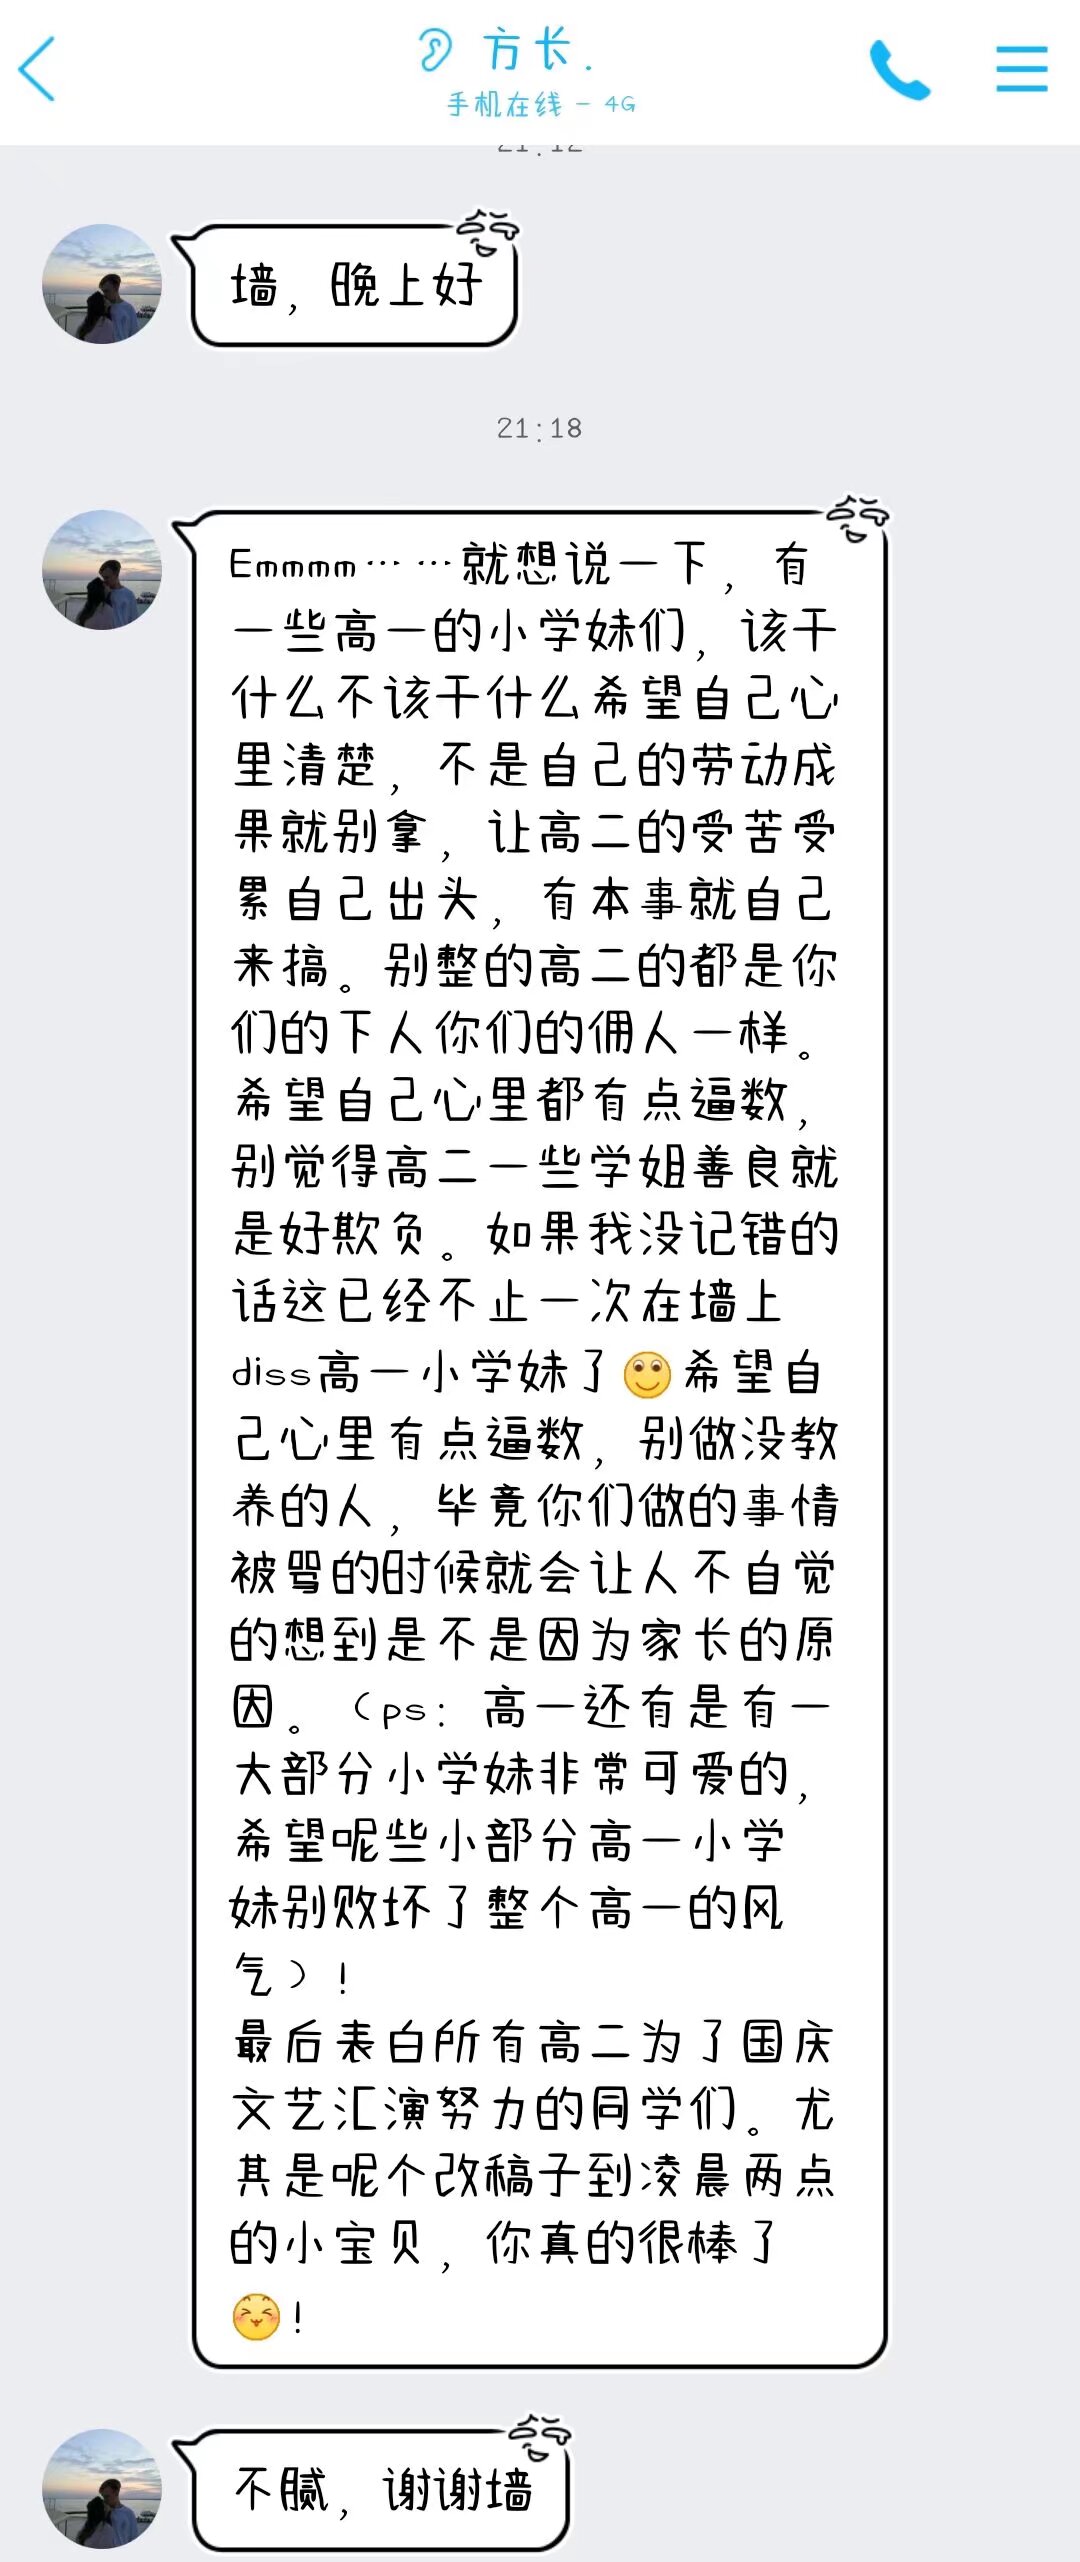 方长.
手机在线 - 4G
21:12
墙，晚上好
21:18
Emmmm……就想说一下，有
一些高一的小学妹们，该干
什么不该干什么希望自己心
里清楚，不是自己的劳动成
果就别拿，让高二的受苦受
累自己出头，有本事就自己
来搞。别整的高二的都是你
们的下人你们的佣人一样。
希望自己心里都有点逼数，
别觉得高二一些学姐善良就
是好欺负。如果我没记错的
话这已经不止一次在墙上
diss高一小学妹了🙂希望自
己心里有点逼数，别做没教
养的人，毕竟你们做的事情
被骂的时候就会让人不自觉
的想到是不是因为家长的原
因。（ps：高一还有是有一
大部分小学妹非常可爱的，
希望呢些小部分高一小学
妹别败坏了整个高一的风
气）！
最后表白所有高二为了国庆
文艺汇演努力的同学们。尤
其是呢个改稿子到凌晨两点
的小宝贝，你真的很棒了
😊！
不腻，谢谢墙